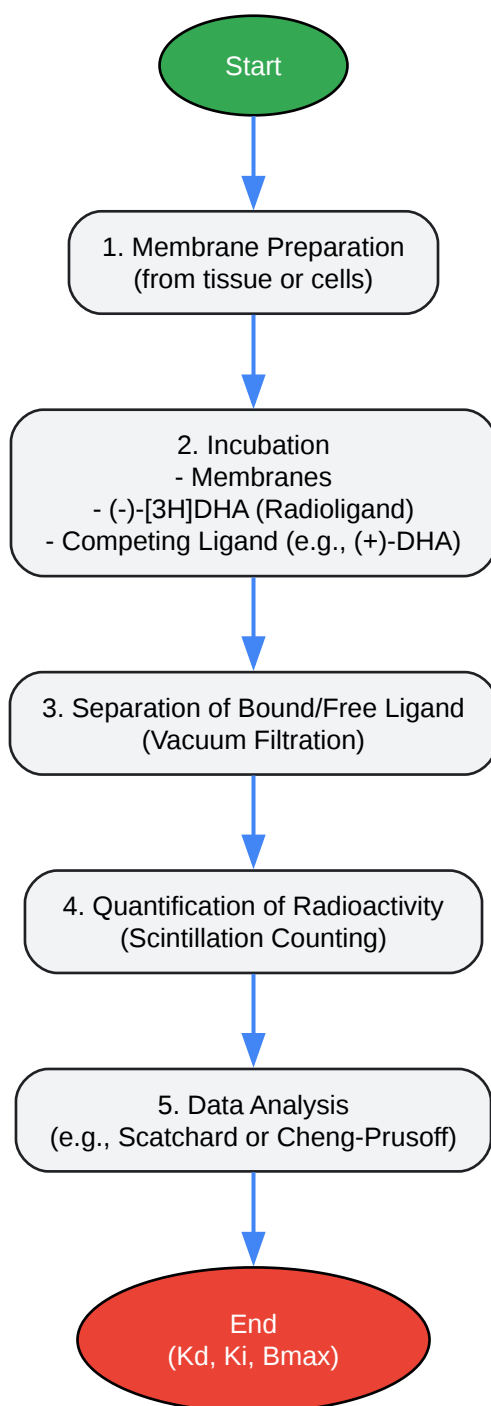 Start
1. Membrane Preparation
(from tissue or cells)
2. Incubation
- Membranes
- (-)-[3H]DHA (Radioligand)
- Competing Ligand (e.g., (+)-DHA)
3. Separation of Bound/Free Ligand
(Vacuum Filtration)
4. Quantification of Radioactivity
(Scintillation Counting)
5. Data Analysis
(e.g., Scatchard or Cheng-Prusoff)
End
(Kd, Ki, Bmax)